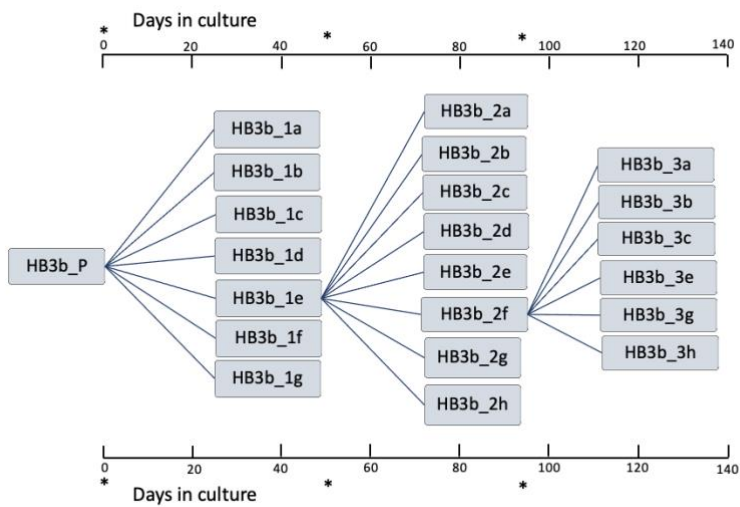 Days in culture
* * *
0 20 40 60 80 100 120 140
HB3b_P
HB3b_1a
HB3b_1b
HB3b_1c
HB3b_1d
HB3b_1e
HB3b_1f
HB3b_1g
HB3b_2a
HB3b_2b
HB3b_2c
HB3b_2d
HB3b_2e
HB3b_2f
HB3b_2g
HB3b_2h
HB3b_3a
HB3b_3b
HB3b_3c
HB3b_3e
HB3b_3g
HB3b_3h
0 20 40 60 80 100 120 140
* * *
Days in culture